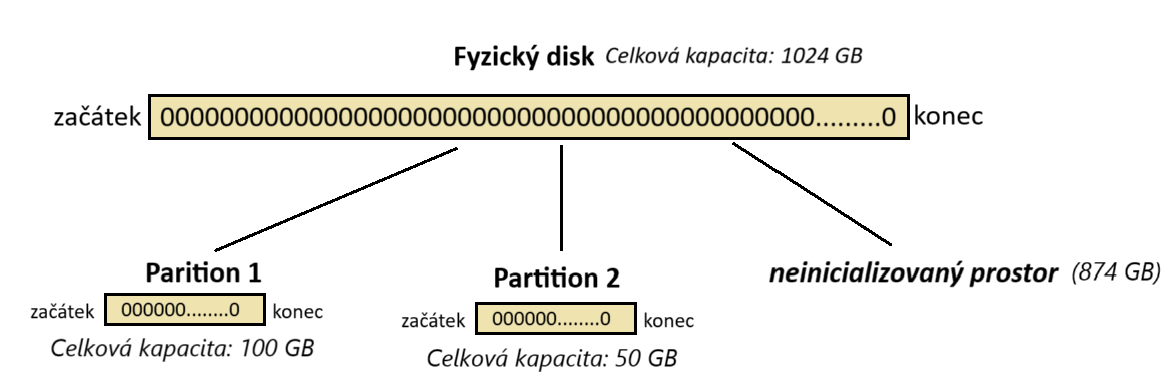 Fyzický disk Celková kapacita: 1024 GB
začátek 00000000000000000000000000000000000000000000.........0 konec
Parition 1
začátek 000000........0 konec
Celková kapacita: 100 GB
Partition 2
začátek 000000........0 konec
Celková kapacita: 50 GB
neinicializovaný prostor (874 GB)